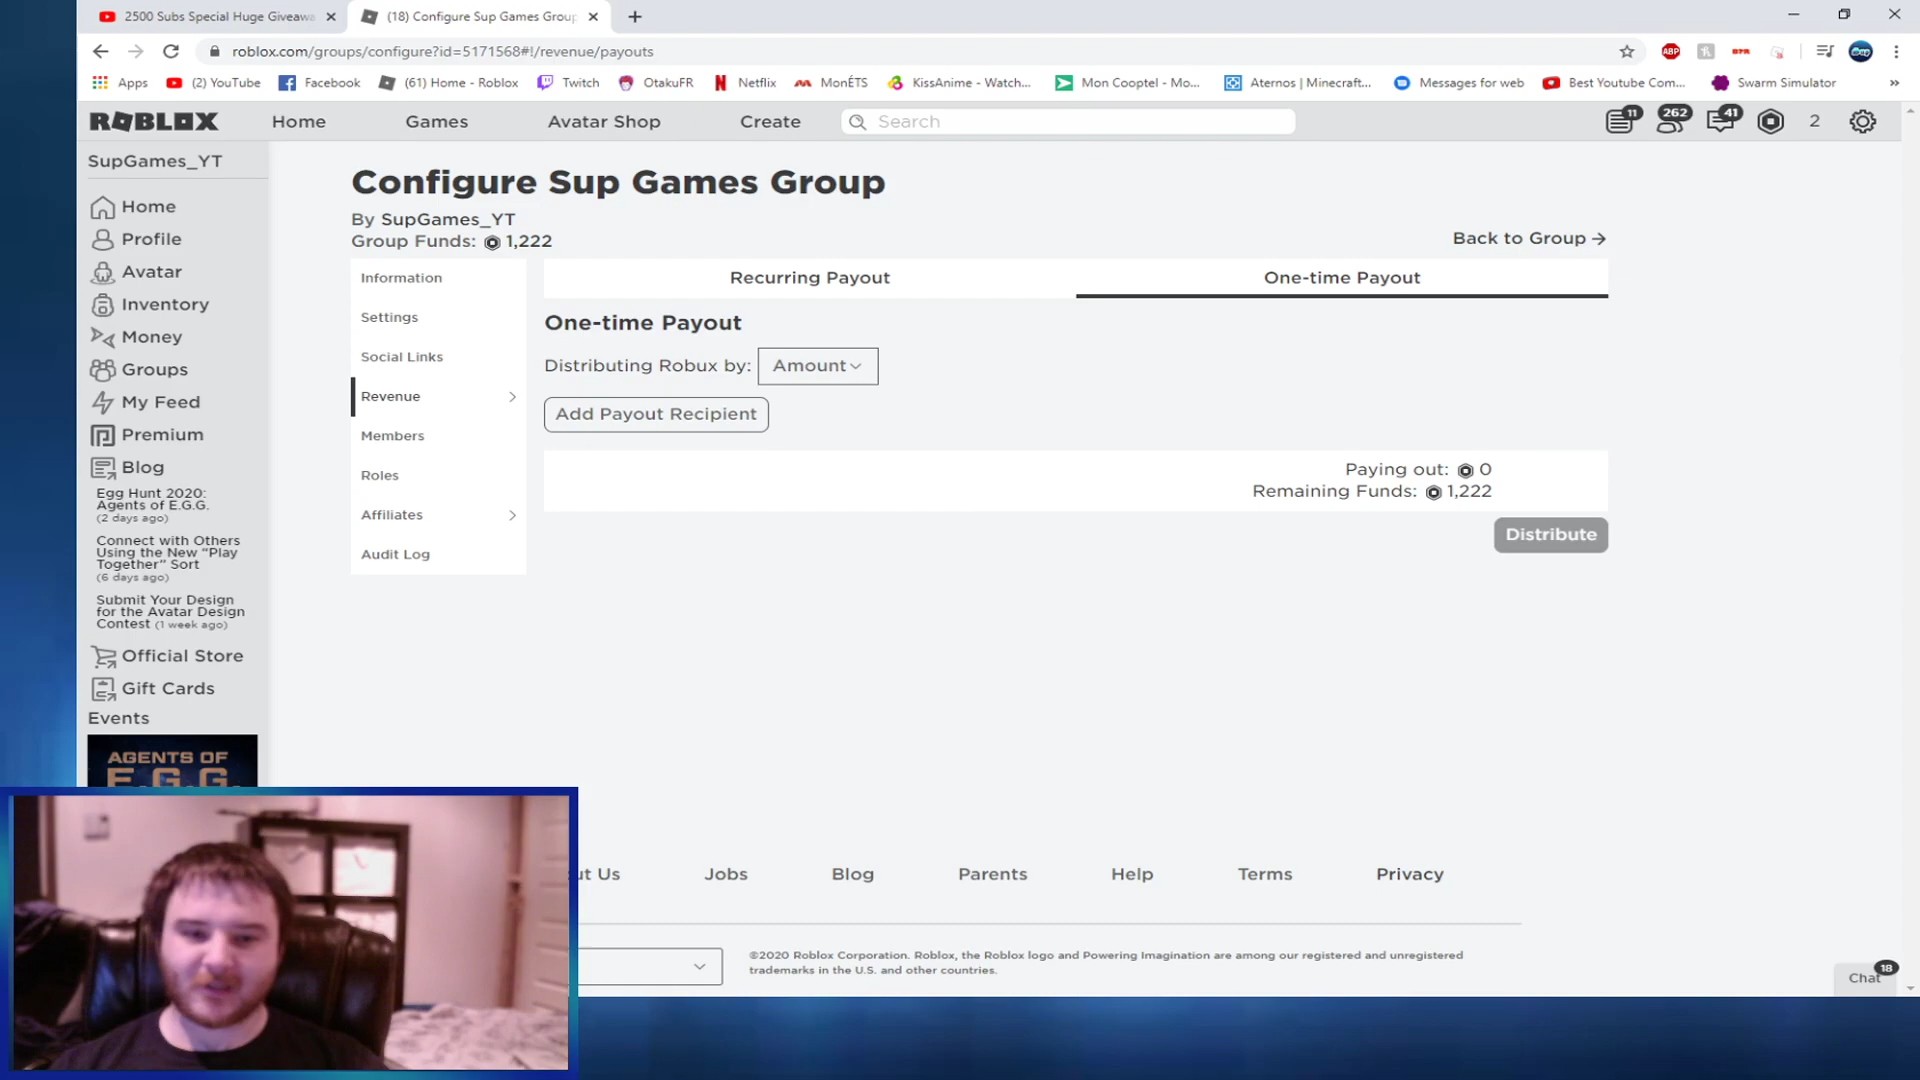 2500 Subs Special Huge Giveaw
(18) Configure Sup Games Group
roblox.com/groups/configure?id=5171568#!/revenue/payouts
ABP
Apps
(2) YouTube
Facebook
(61) Home - Roblox
Twitch
OtakuFR
Netflix
MonÉTS
KissAnime - Watch...
Mon Cooptel - Mo...
Aternos | Minecraft...
Messages for web
Best Youtube Com...
Swarm Simulator
»
ROBLOX
Home
Games
Avatar Shop
Create
Search
11
262
41
2
SupGames_YT
Home
Profile
Avatar
Inventory
Money
Groups
My Feed
Premium
Blog
Egg Hunt 2020:
Agents of E.G.G.
(2 days ago)
Connect with Others
Using the New “Play
Together” Sort
(6 days ago)
Submit Your Design
for the Avatar Design
Contest (1 week ago)
Official Store
Gift Cards
Events
AGENTS OF
E.G.G.
Configure Sup Games Group
By SupGames_YT
Group Funds: 1,222
Back to Group →
Information
Settings
Social Links
Revenue
Members
Roles
Affiliates
Audit Log
Recurring Payout
One-time Payout
One-time Payout
Distributing Robux by: Amount
Add Payout Recipient
Paying out: 0
Remaining Funds: 1,222
Distribute
ut Us
Jobs
Blog
Parents
Help
Terms
Privacy
©2020 Roblox Corporation. Roblox, the Roblox logo and Powering Imagination are among our registered and unregistered
trademarks in the U.S. and other countries.
Chat
18